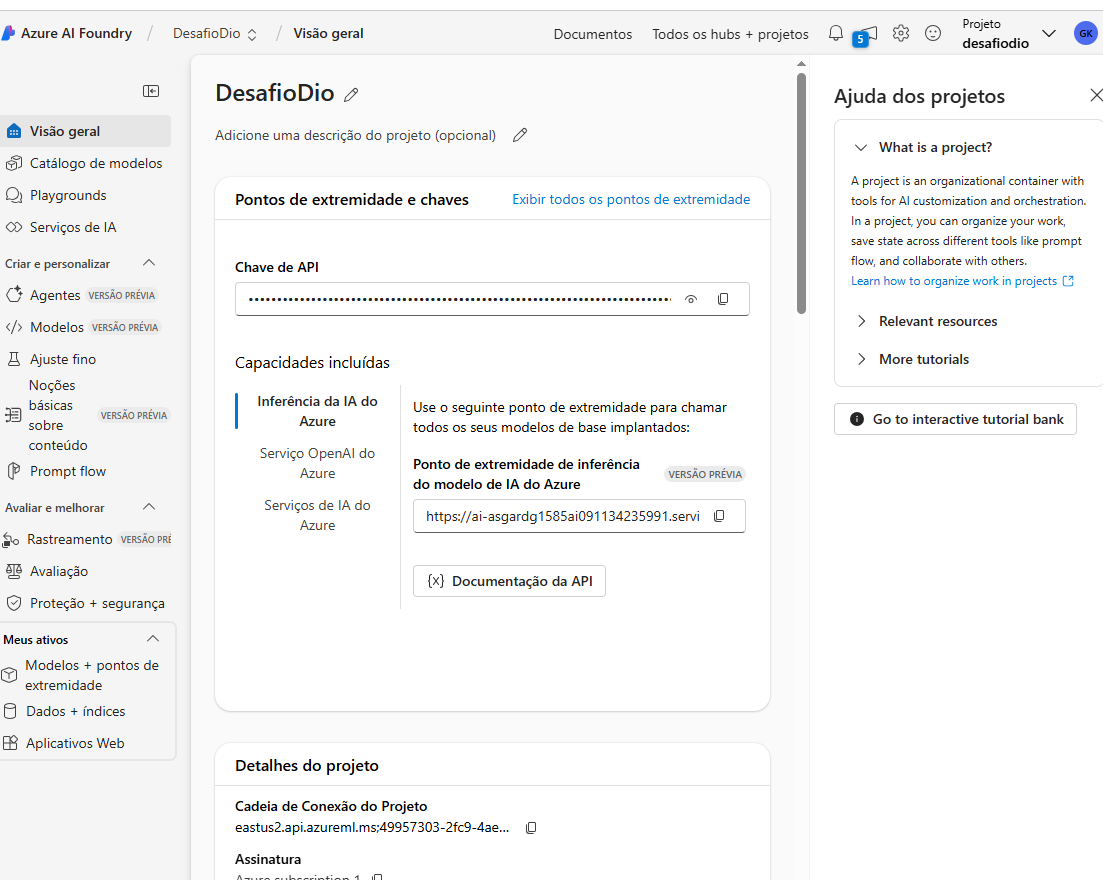 Azure AI Foundry / DesafioDio / Visão geral
Documentos Todos os hubs + projetos 5 Projeto
desafiodio GK
Visão geral
Catálogo de modelos
Playgrounds
Serviços de IA
Criar e personalizar
Agentes VERSÃO PRÉVIA
Modelos VERSÃO PRÉVIA
Ajuste fino
Noções
básicas
sobre
conteúdo
VERSÃO PRÉVIA
Prompt flow
Avaliar e melhorar
Rastreamento VERSÃO PRÉ
Avaliação
Proteção + segurança
Meus ativos
Modelos + pontos de
extremidade
Dados + índices
Aplicativos Web
DesafioDio
Adicione uma descrição do projeto (opcional)
Pontos de extremidade e chaves Exibir todos os pontos de extremidade
Chave de API
Capacidades incluídas
Inferência da IA do
Azure
Serviço OpenAI do
Azure
Serviços de IA do
Azure
Use o seguinte ponto de extremidade para chamar
todos os seus modelos de base implantados:
Ponto de extremidade de inferência
do modelo de IA do Azure
VERSÃO PRÉVIA
https://ai-asgardg1585ai091134235991.servi
{x} Documentação da API
Detalhes do projeto
Cadeia de Conexão do Projeto
eastus2.api.azureml.ms;49957303-2fc9-4ae...
Assinatura
Azure subscription 1
Ajuda dos projetos
What is a project?
A project is an organizational container with
tools for AI customization and orchestration.
In a project, you can organize your work,
save state across different tools like prompt
flow, and collaborate with others.
Learn how to organize work in projects
Relevant resources
More tutorials
Go to interactive tutorial bank